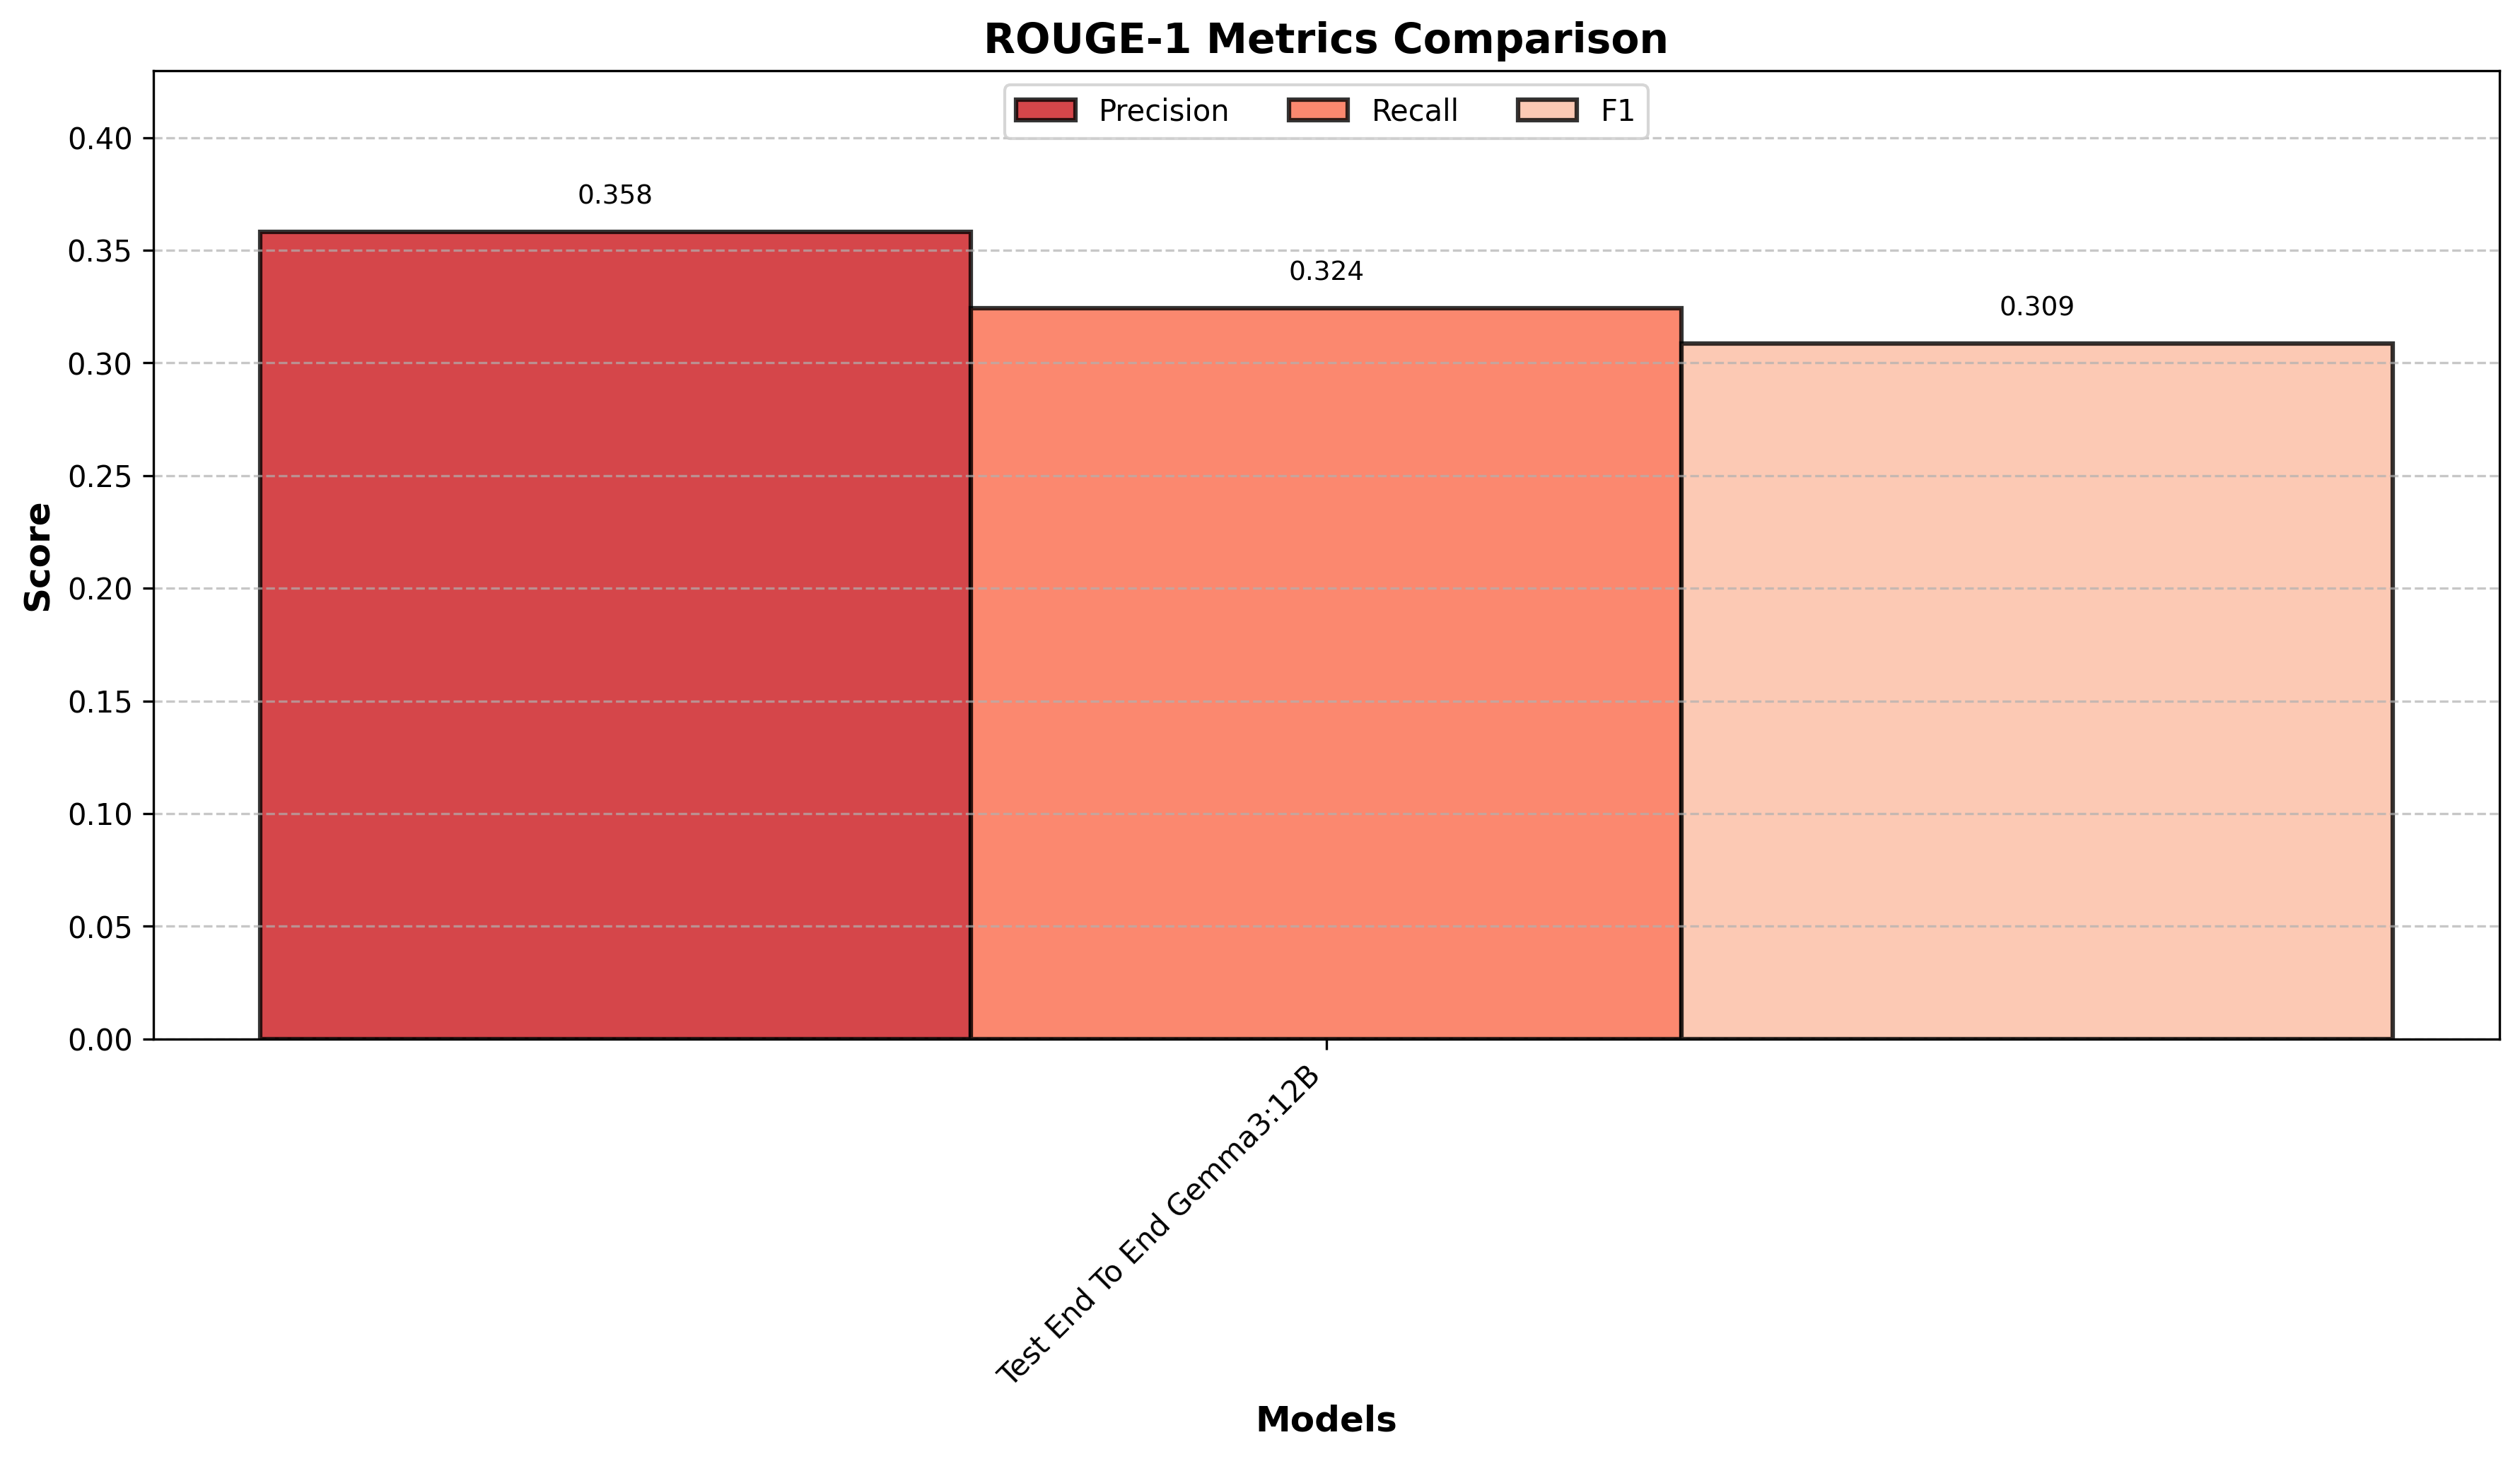 ROUGE-1 Metrics Comparison
Precision Recall F1
0.40
0.35
0.30
0.25
0.20
0.15
0.10
0.05
0.00
Score
0.358
0.324
0.309
Test End To End Gemma3:12B
Models